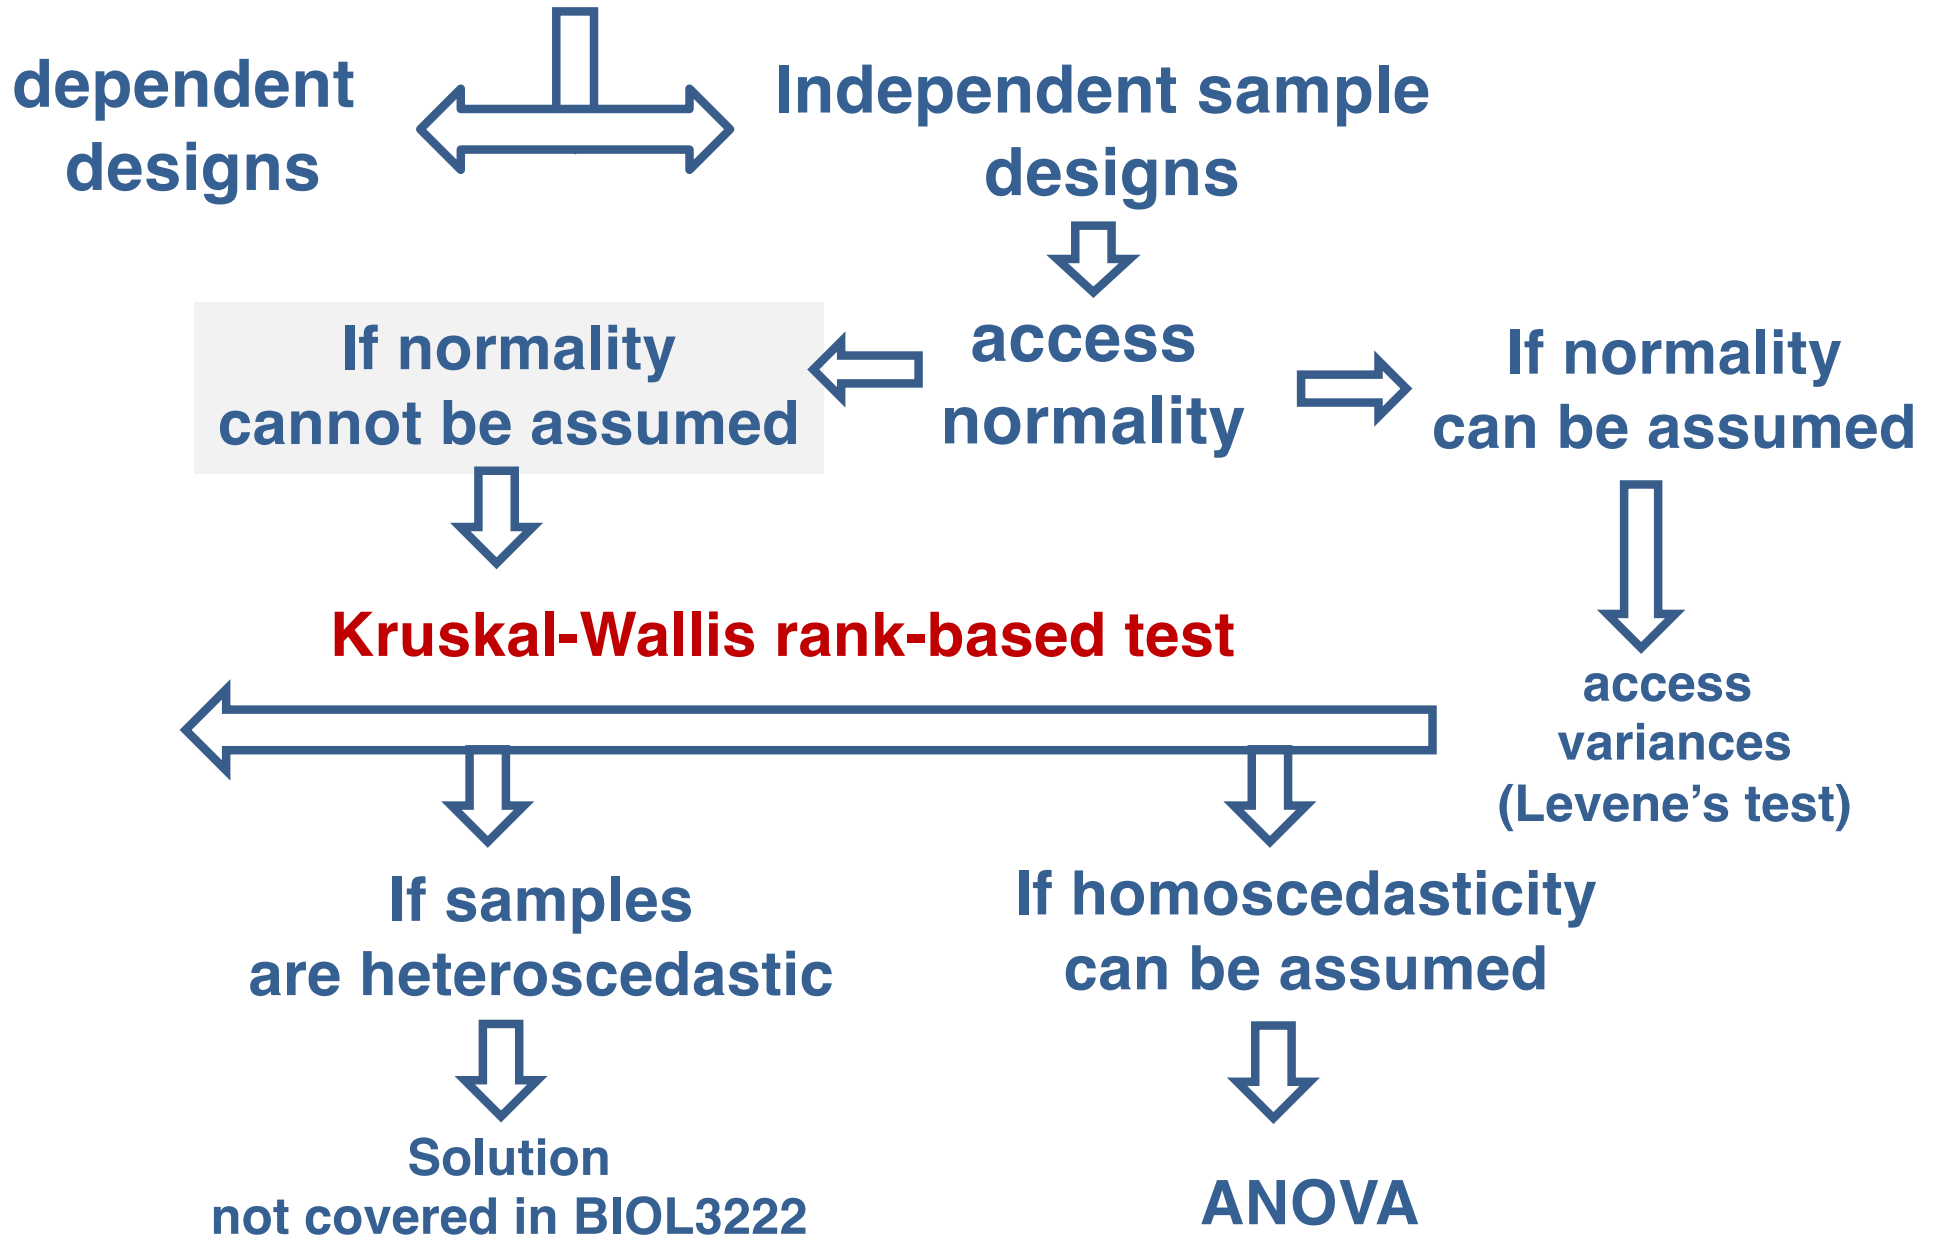 dependent
designs
Independent sample
designs
access
normality
If normality
cannot be assumed
If normality
can be assumed
Kruskal-Wallis rank-based test
access
variances
(Levene’s test)
If samples
are heteroscedastic
If homoscedasticity
can be assumed
Solution
not covered in BIOL3222
ANOVA